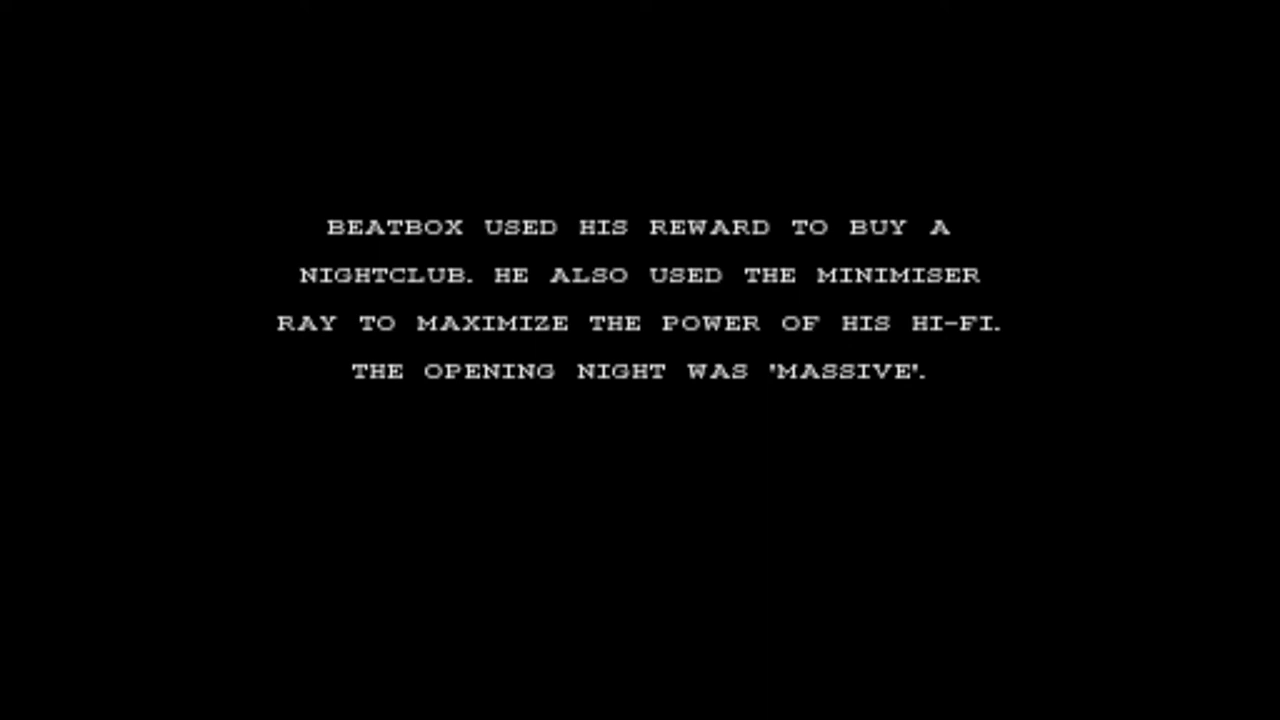 BEATBOX USED HIS REWARD TO BUY A
NIGHTCLUB. HE ALSO USED THE MINIMISER
RAY TO MAXIMIZE THE POWER OF HIS HI-FI.
THE OPENING NIGHT WAS 'MASSIVE'.